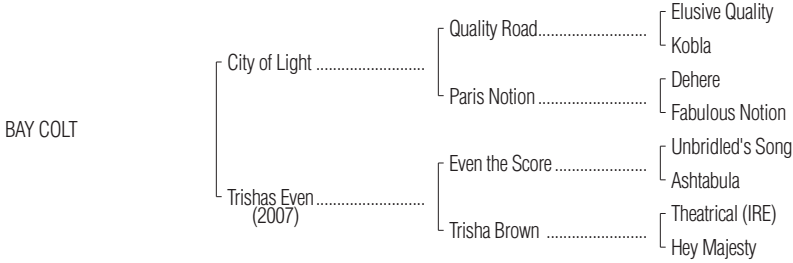 Elusive Quality
Quality Road..........................
Kobla
City of Light ..........................
Dehere
Paris Notion ..........................
Fabulous Notion
BAY COLT
Unbridled's Song
Even the Score ......................
Ashtabula
Trishas Even ..........................
(2007)
Theatrical (IRE)
Trisha Brown ........................
Hey Majesty